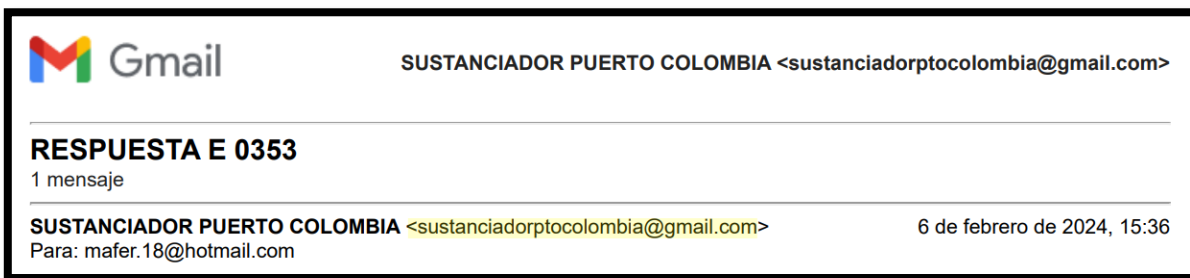 Gmail
SUSTANCIADOR PUERTO COLOMBIA <sustanciadorptocolombia@gmail.com>
RESPUESTA E 0353
1 mensaje
SUSTANCIADOR PUERTO COLOMBIA <sustanciadorptocolombia@gmail.com> 6 de febrero de 2024, 15:36
Para: mafer.18@hotmail.com